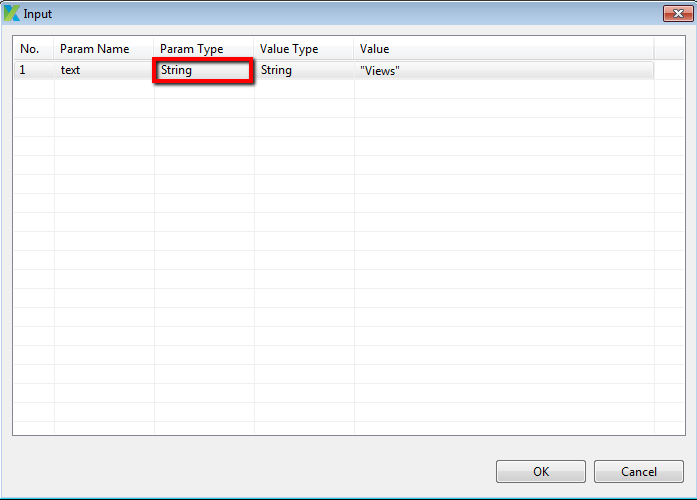 Input
No. Param Name Param Type Value Type Value
1 text String String "Views"
OK Cancel